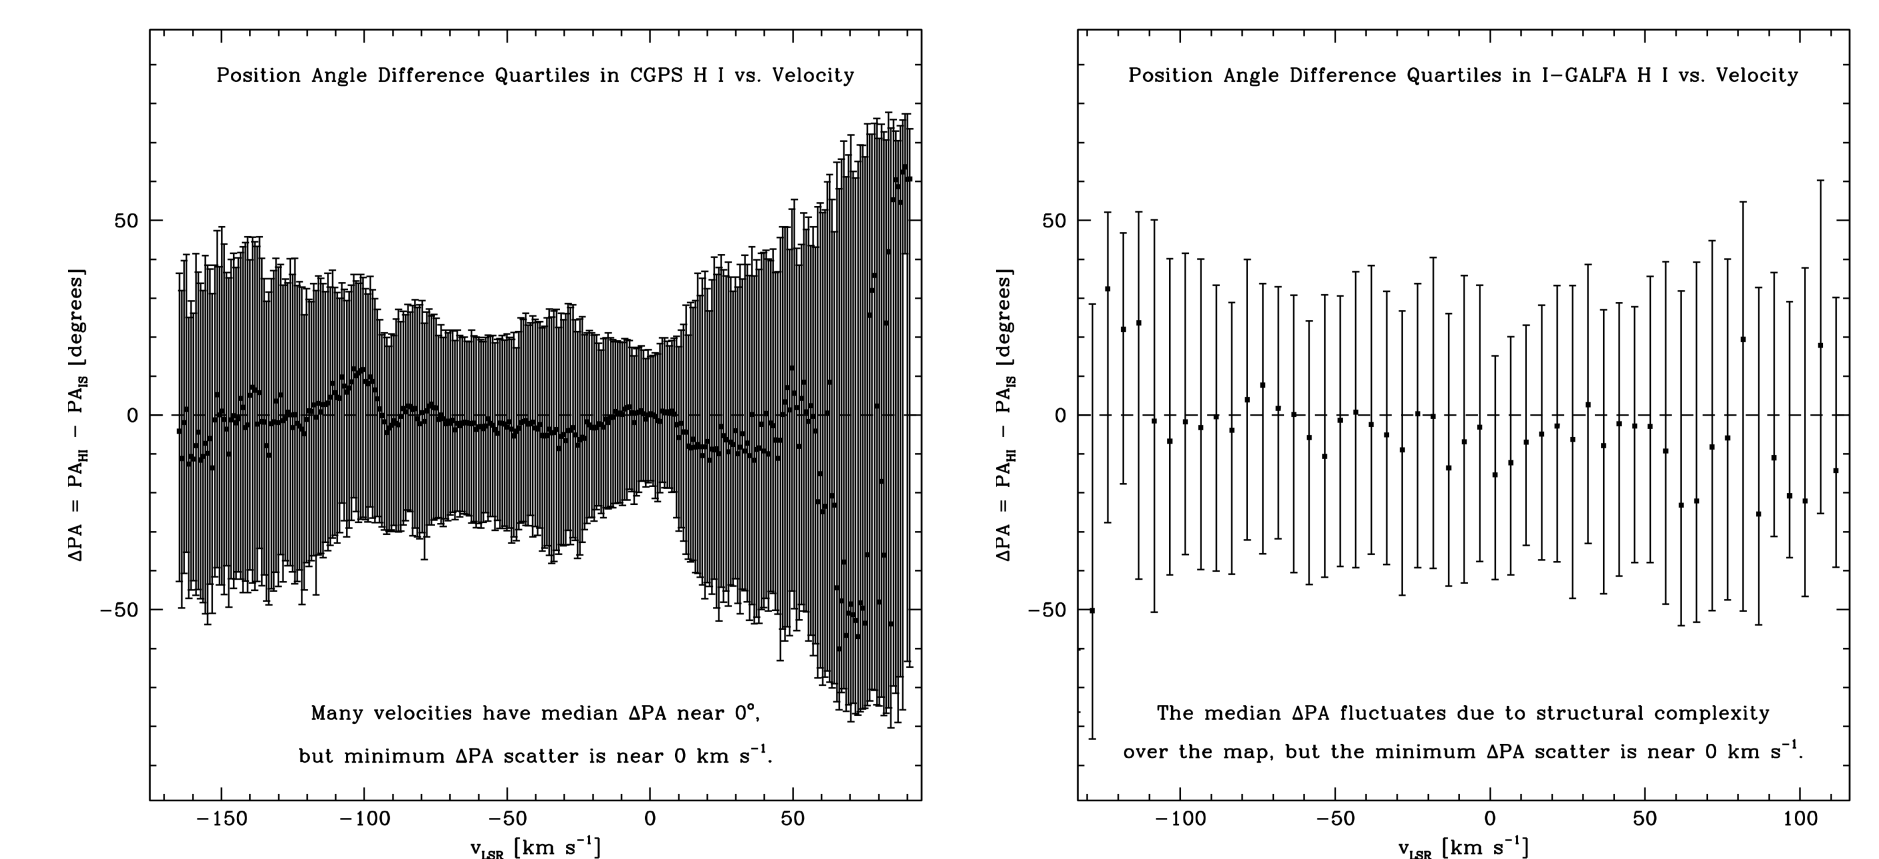 Position Angle Difference Quartiles in CGPS H I vs. Velocity
50
0
−50
ΔPA = PA_HI − PA_IS [degrees]
Many velocities have median ΔPA near 0°,
but minimum ΔPA scatter is near 0 km s⁻¹.
−150 −100 −50 0 50
v_LSR [km s⁻¹]
Position Angle Difference Quartiles in I−GALFA H I vs. Velocity
50
0
−50
ΔPA = PA_HI − PA_IS [degrees]
The median ΔPA fluctuates due to structural complexity
over the map, but the minimum ΔPA scatter is near 0 km s⁻¹.
−100 −50 0 50 100
v_LSR [km s⁻¹]